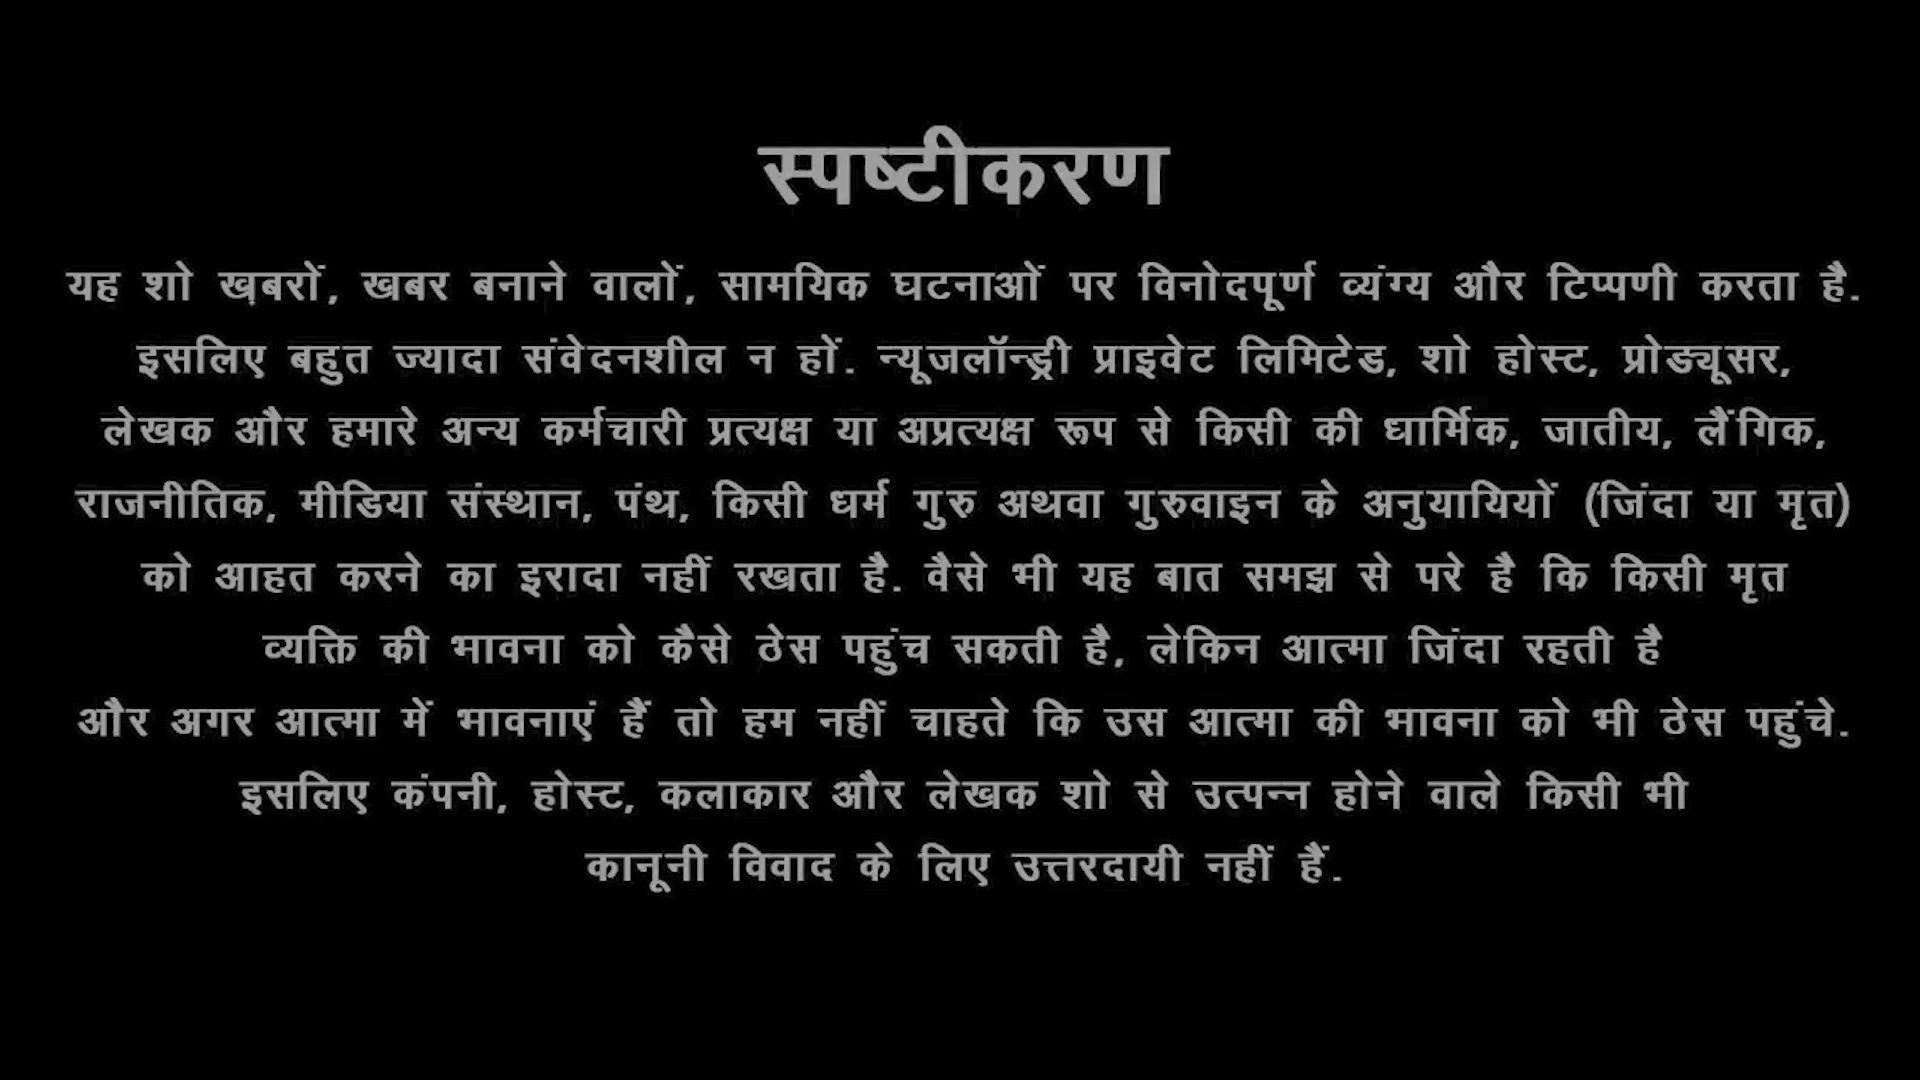 स्पष्टीकरण
यह शो ख़बरों, खबर बनाने वालों, सामयिक घटनाओं पर विनोदपूर्ण व्यंग्य और टिप्पणी करता है.
इसलिए बहुत ज्यादा संवेदनशील न हों. न्यूजलॉन्ड्री प्राइवेट लिमिटेड, शो होस्ट, प्रोड्यूसर,
लेखक और हमारे अन्य कर्मचारी प्रत्यक्ष या अप्रत्यक्ष रूप से किसी की धार्मिक, जातीय, लैंगिक,
राजनीतिक, मीडिया संस्थान, पंथ, किसी धर्म गुरु अथवा गुरुवाइन के अनुयायियों (जिंदा या मृत)
को आहत करने का इरादा नहीं रखता है. वैसे भी यह बात समझ से परे है कि किसी मृत
व्यक्ति की भावना को कैसे ठेस पहुंच सकती है, लेकिन आत्मा जिंदा रहती है
और अगर आत्मा में भावनाएं हैं तो हम नहीं चाहते कि उस आत्मा की भावना को भी ठेस पहुंचे.
इसलिए कंपनी, होस्ट, कलाकार और लेखक शो से उत्पन्न होने वाले किसी भी
कानूनी विवाद के लिए उत्तरदायी नहीं हैं.